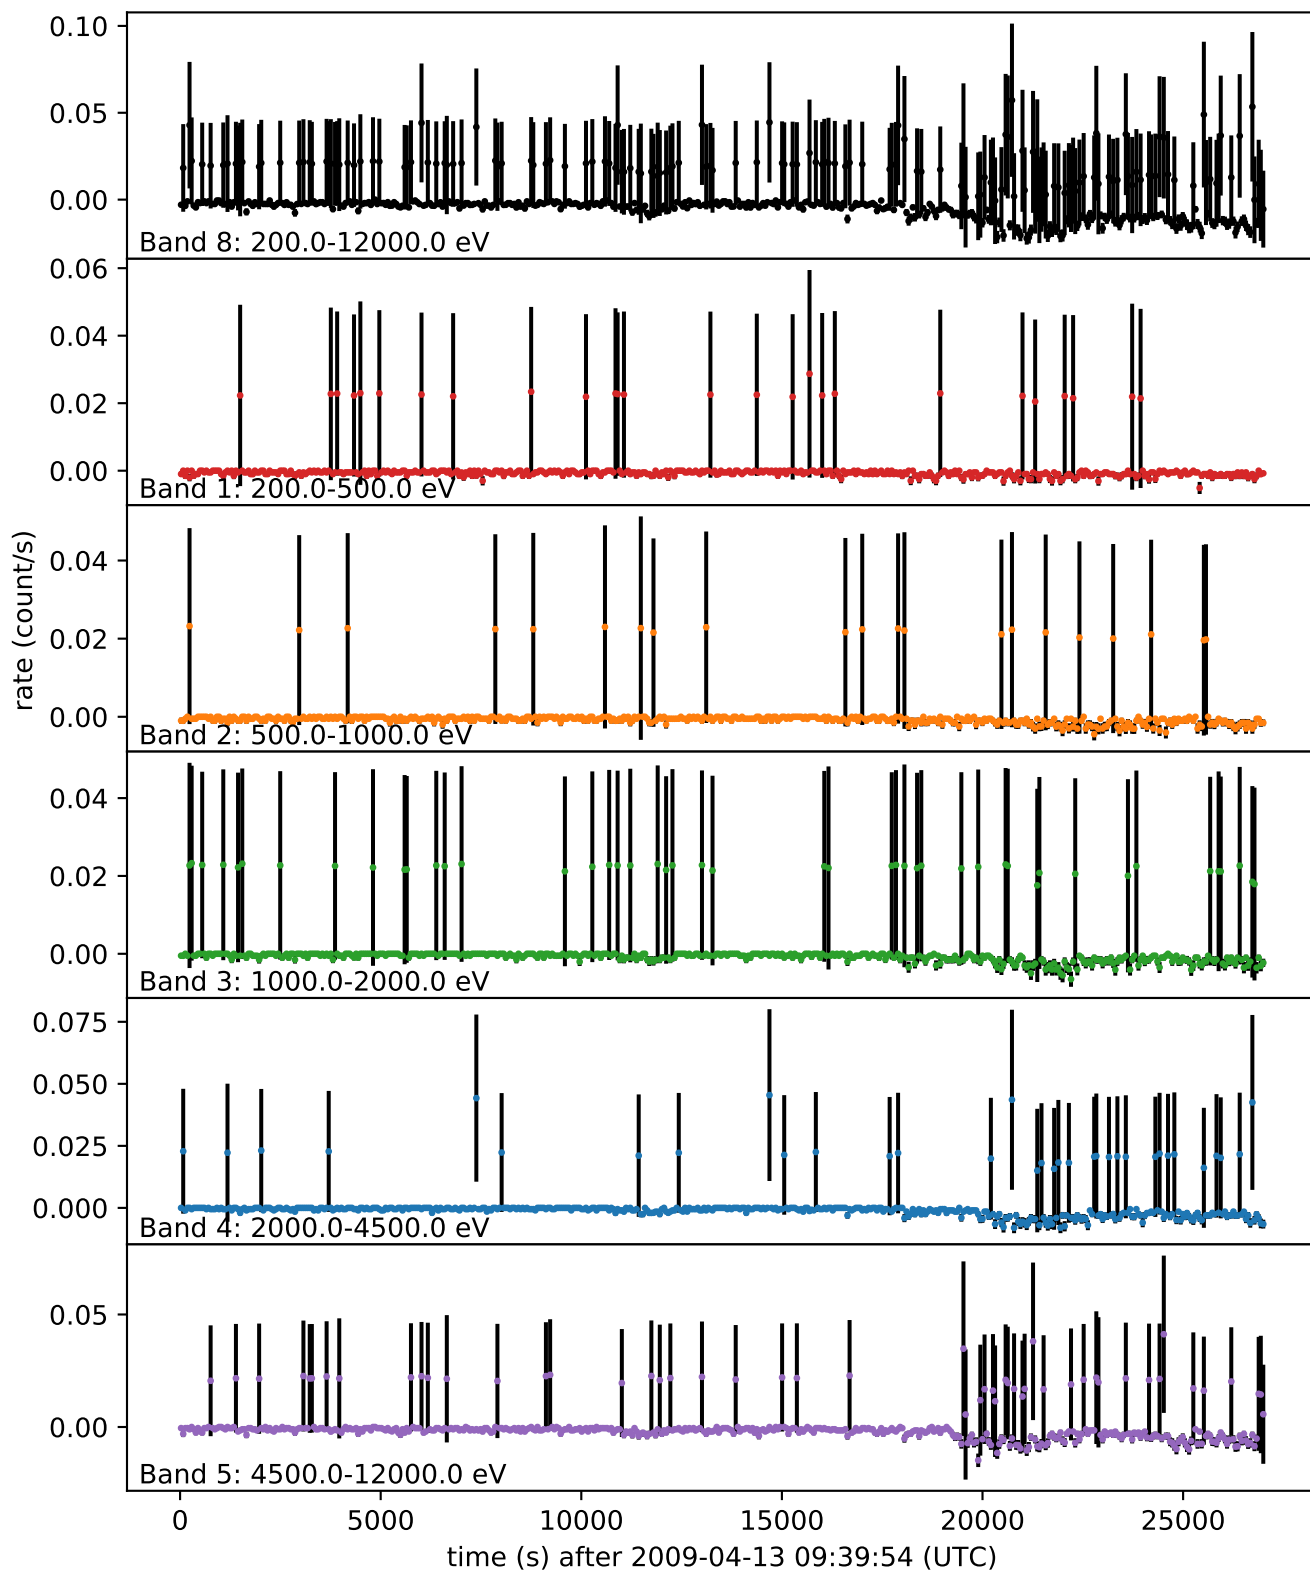 0.10
0.05
0.00
Band 8: 200.0-12000.0 eV
0.06
0.04
0.02
0.00
Band 1: 200.0-500.0 eV
rate (count/s)
0.04
0.02
0.00
Band 2: 500.0-1000.0 eV
0.04
0.02
0.00
Band 3: 1000.0-2000.0 eV
0.075
0.050
0.025
0.000
Band 4: 2000.0-4500.0 eV
0.05
0.00
Band 5: 4500.0-12000.0 eV
0 5000 10000 15000 20000 25000
time (s) after 2009-04-13 09:39:54 (UTC)